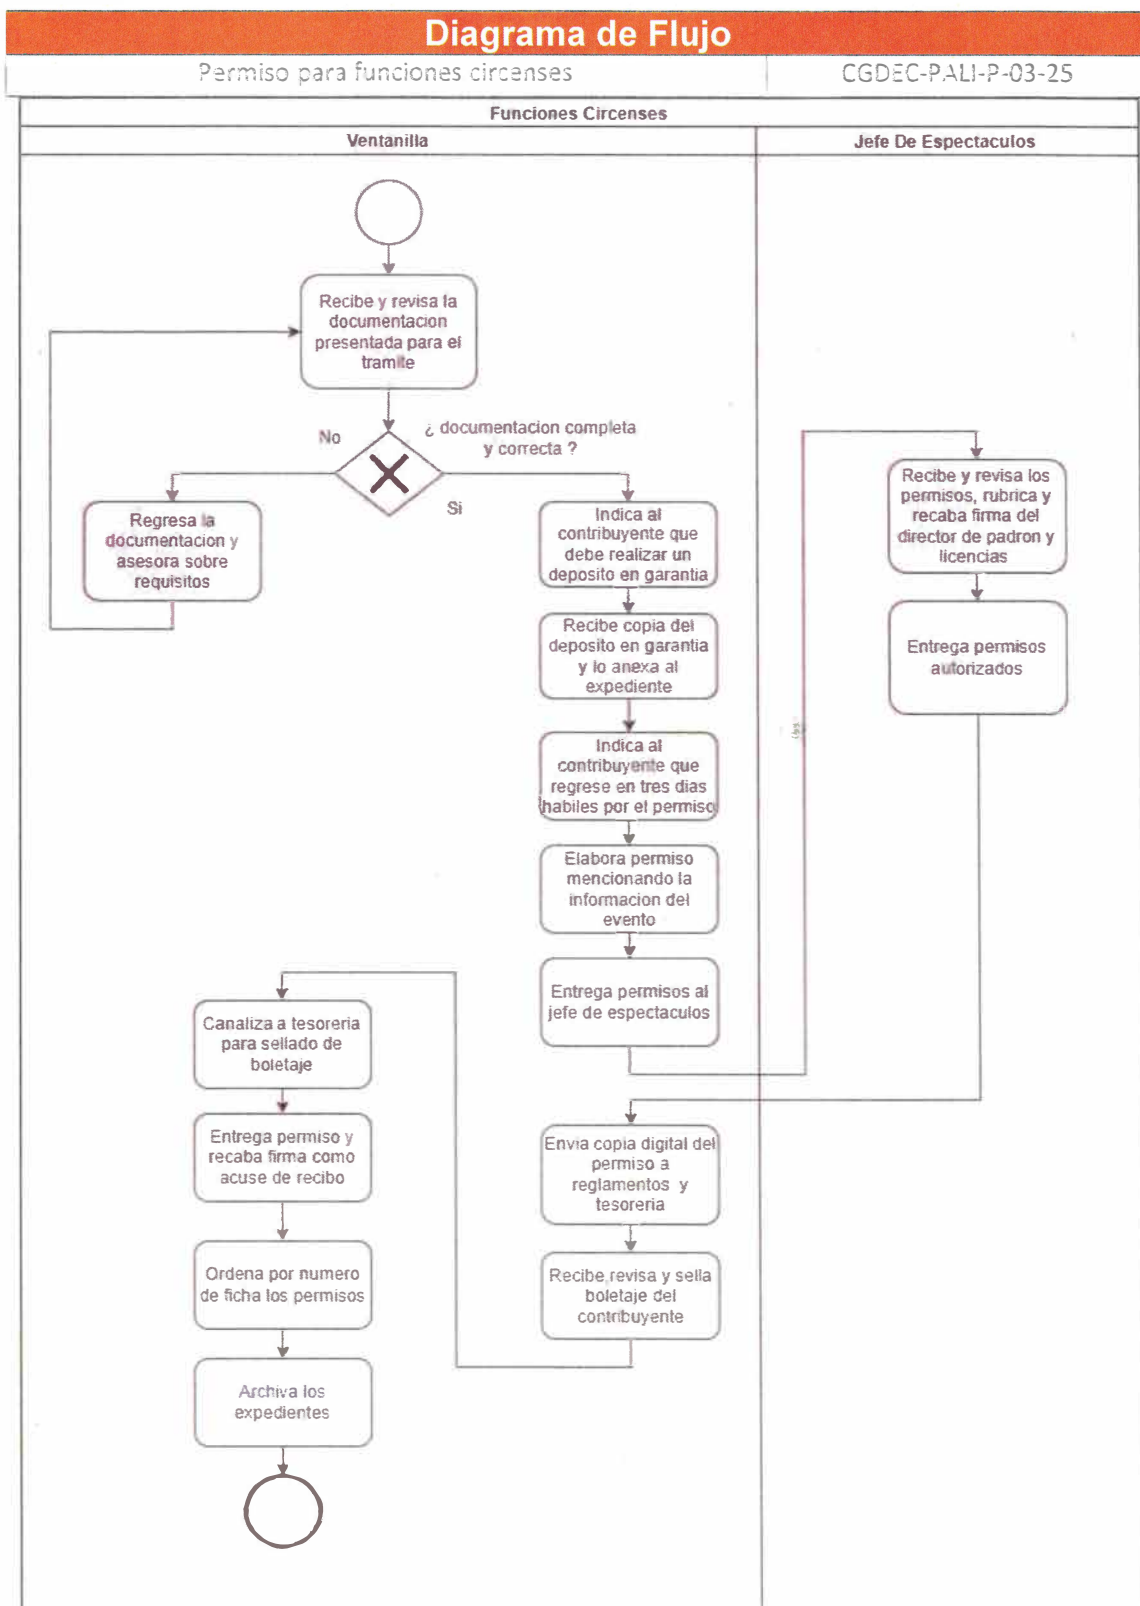 Diagrama de Flujo
Permiso para funciones circenses
CGDEC-PALI-P-03-25
Funciones Circenses
Ventanilla
Jefe De Espectaculos
Recibe y revisa la
documentacion
presentada para el
tramite
No
¿ documentacion completa
y correcta ?
Si
Regresa la
documentacion y
asesora sobre
requisitos
Indica al
contribuyente que
debe realizar un
deposito en garantia
Recibe copia del
deposito en garantia
y lo anexa al
expediente
Indica al
contribuyente que
regrese en tres dias
habiles por el permiso
Elabora permiso
mencionando la
informacion del
evento
Entrega permisos al
jefe de espectaculos
Recibe y revisa los
permisos, rubrica y
recaba firma del
director de padron y
licencias
Entrega permisos
autorizados
Envia copia digital del
permiso a
reglamentos y
tesoreria
Recibe,revisa y sella
boletaje del
contribuyente
Canaliza a tesoreria
para sellado de
boletaje
Entrega permiso y
recaba firma como
acuse de recibo
Ordena por numero
de ficha los permisos
Archiva los
expedientes